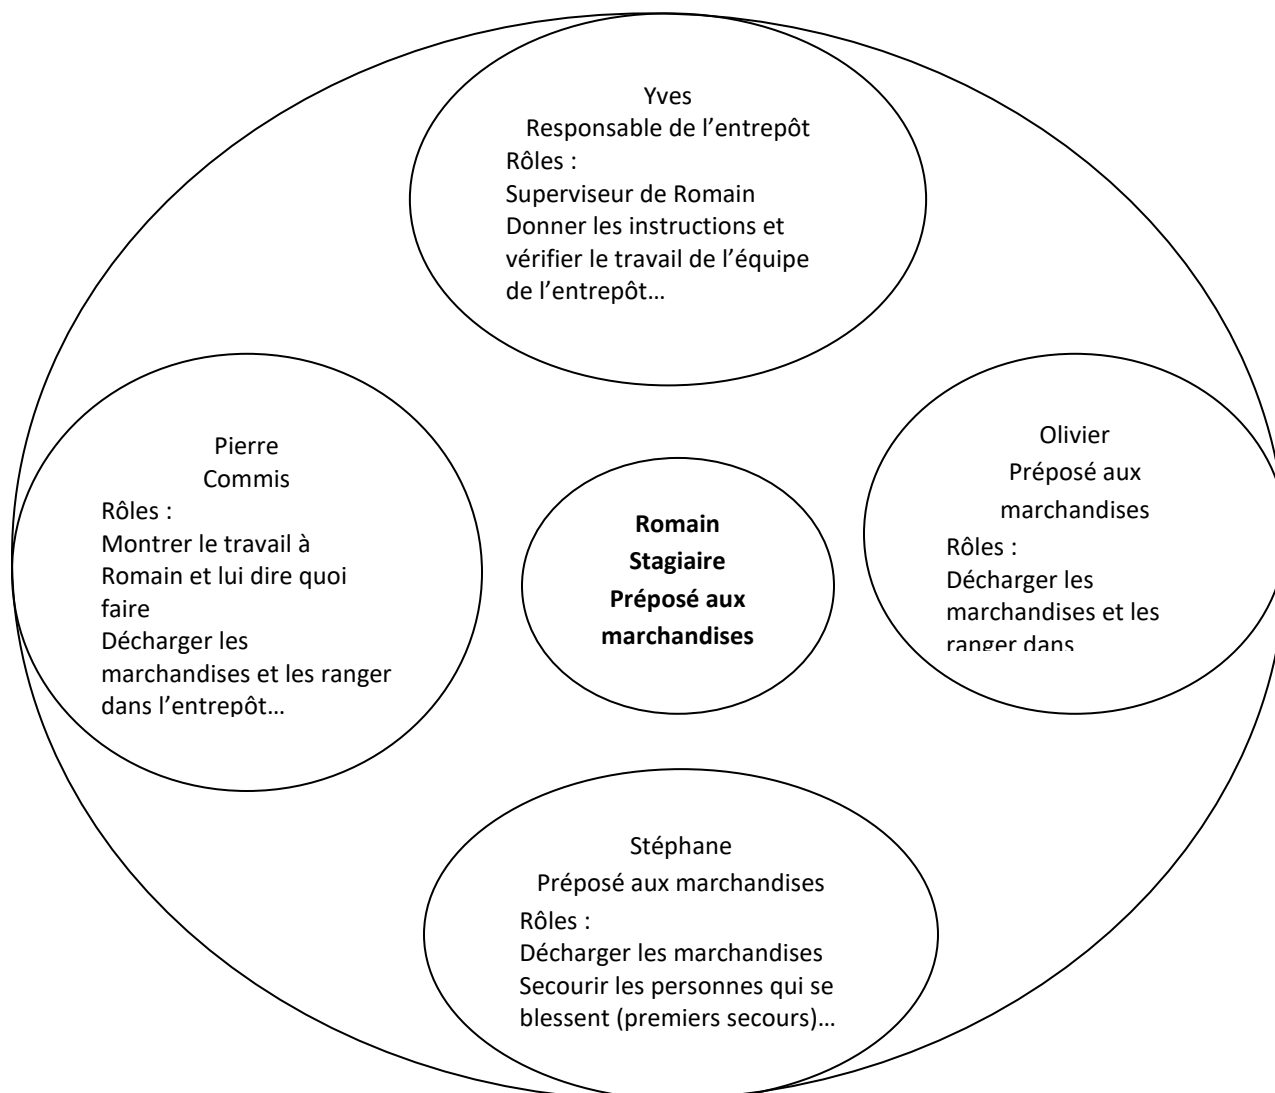 Yves
Responsable de l’entrepôt
Rôles :
Superviseur de Romain
Donner les instructions et
vérifier le travail de l’équipe
de l’entrepôt…
Pierre
Commis
Rôles :
Montrer le travail à
Romain et lui dire quoi
faire
Décharger les
marchandises et les ranger
dans l’entrepôt…
Romain
Stagiaire
Préposé aux
marchandises
Olivier
Préposé aux
marchandises
Rôles :
Décharger les
marchandises et les
ranger dans
Stéphane
Préposé aux marchandises
Rôles :
Décharger les marchandises
Secourir les personnes qui se
blessent (premiers secours)…